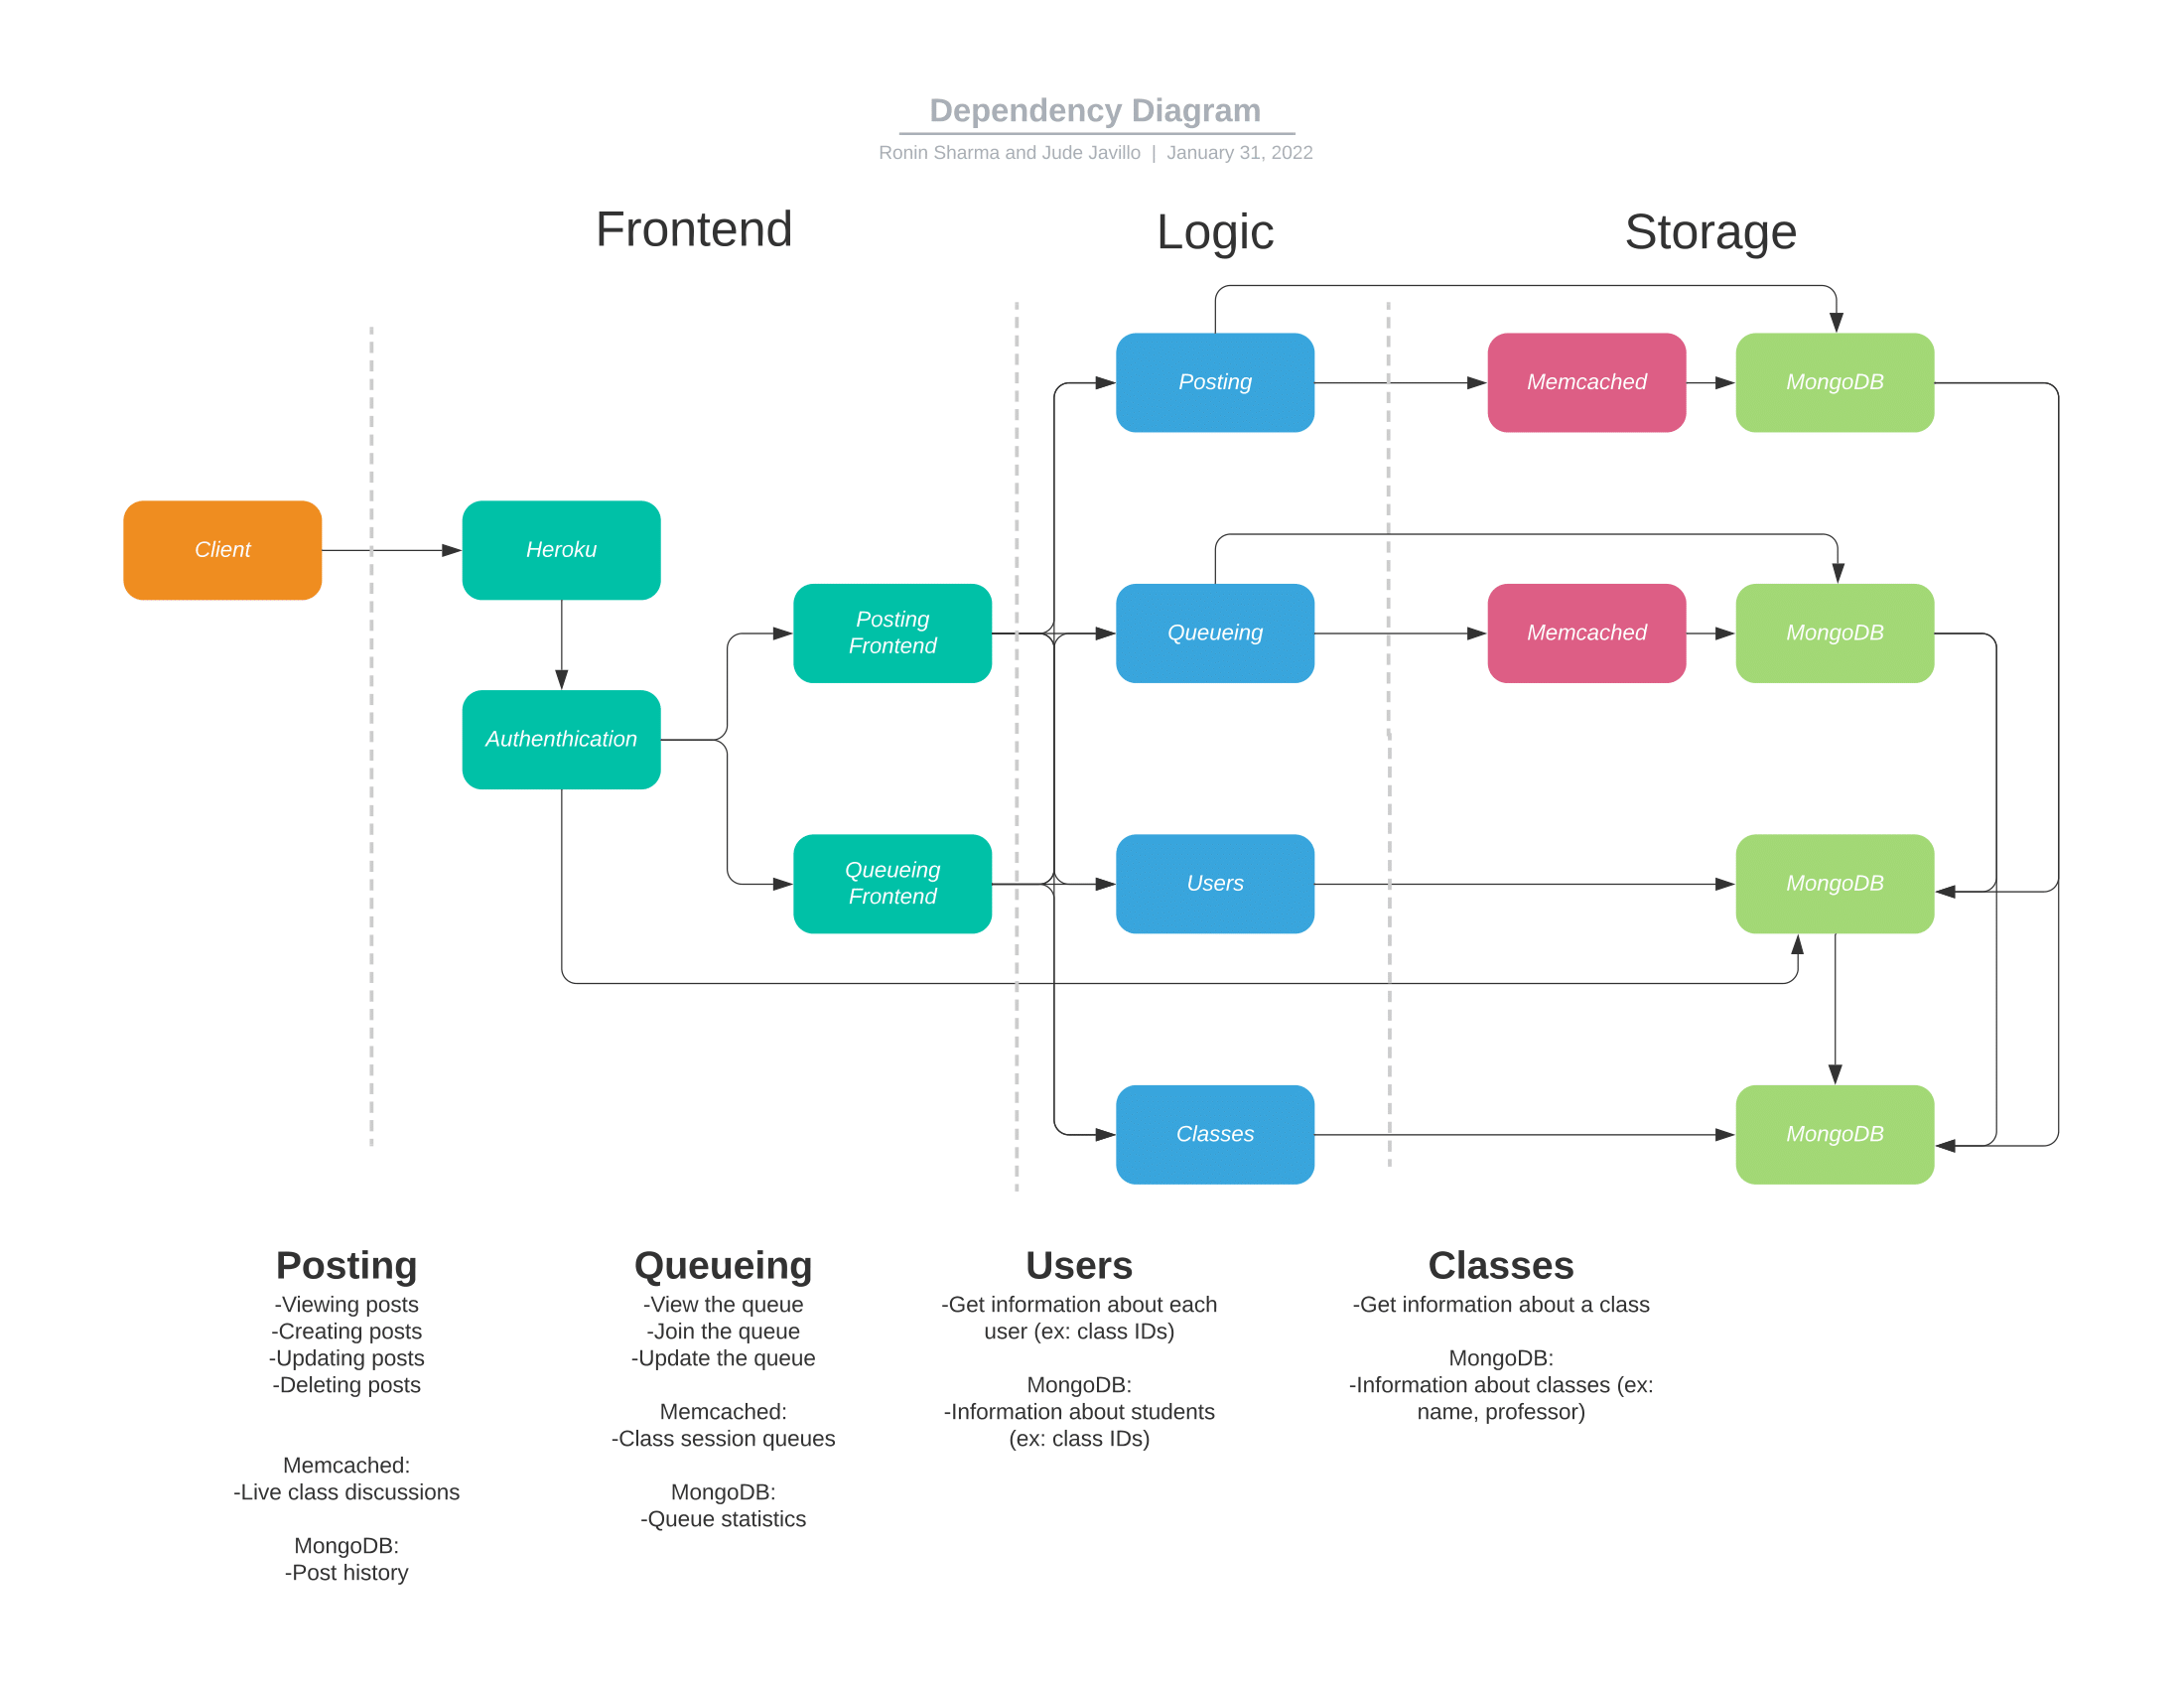 Dependency Diagram
Ronin Sharma and Jude Javillo | January 31, 2022
Frontend
Logic
Storage
Posting
Memcached
MongoDB
Client
Heroku
Posting
Frontend
Queueing
Memcached
MongoDB
Authenthication
Queueing
Frontend
Users
MongoDB
Classes
MongoDB
Posting
-Viewing posts
-Creating posts
-Updating posts
-Deleting posts
Memcached:
-Live class discussions
MongoDB:
-Post history
Queueing
-View the queue
-Join the queue
-Update the queue
Memcached:
-Class session queues
MongoDB:
-Queue statistics
Users
-Get information about each
user (ex: class IDs)
MongoDB:
-Information about students
(ex: class IDs)
Classes
-Get information about a class
MongoDB:
-Information about classes (ex:
name, professor)